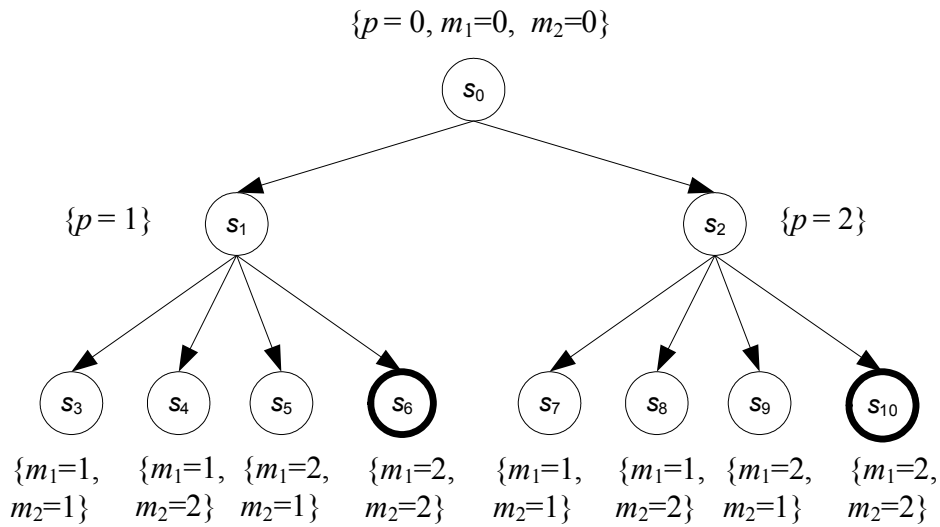 {p = 0, m₁=0, m₂=0}
s₀
{p = 1}
s₁
s₂
{p = 2}
s₃
s₄
s₅
s₆
s₇
s₈
s₉
s₁₀
{m₁=1,
m₂=1}
{m₁=1,
m₂=2}
{m₁=2,
m₂=1}
{m₁=2,
m₂=2}
{m₁=1,
m₂=1}
{m₁=1,
m₂=2}
{m₁=2,
m₂=1}
{m₁=2,
m₂=2}